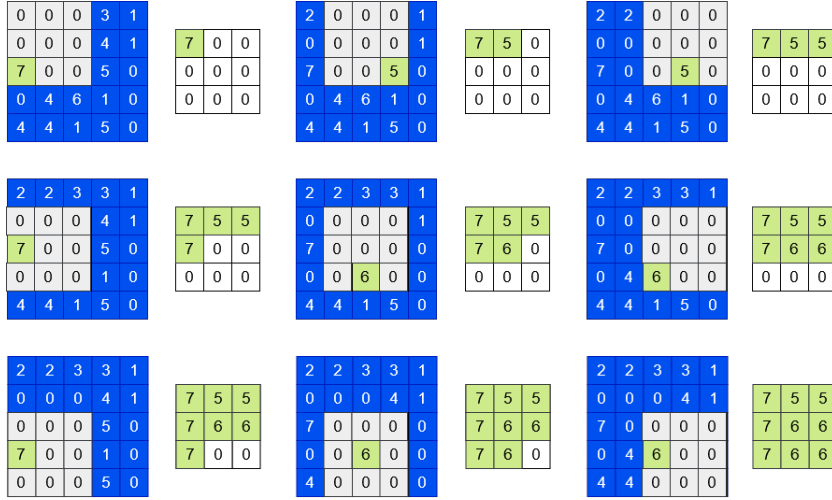 0 0 0 3 1 2 0 0 0 1 2 2 0 0 0
0 0 0 4 1 7 0 0 0 0 0 0 1 7 5 0 0 0 0 0 0 7 5 5
7 0 0 5 0 0 0 0 7 0 0 5 0 0 0 0 7 0 0 5 0 0 0 0
0 4 6 1 0 0 0 0 0 4 6 1 0 0 0 0 0 4 6 1 0 0 0 0
4 4 1 5 0 4 4 1 5 0 4 4 1 5 0
2 2 3 3 1 2 2 3 3 1 2 2 3 3 1
0 0 0 4 1 7 5 5 0 0 0 0 1 7 5 5 0 0 0 0 0 7 5 5
7 0 0 5 0 7 0 0 7 0 0 0 0 7 6 0 7 0 0 0 0 7 6 6
0 0 0 1 0 0 0 0 0 0 6 0 0 0 0 0 0 4 6 0 0 0 0 0
4 4 1 5 0 4 4 1 5 0 4 4 1 5 0
2 2 3 3 1 2 2 3 3 1 2 2 3 3 1
0 0 0 4 1 7 5 5 0 0 0 4 1 7 5 5 0 0 0 4 1 7 5 5
0 0 0 5 0 7 6 6 7 0 0 0 0 7 6 6 7 0 0 0 0 7 6 6
7 0 0 1 0 7 0 0 0 0 6 0 0 7 6 0 0 4 6 0 0 7 6 6
0 0 0 5 0 4 0 0 0 0 4 4 0 0 0